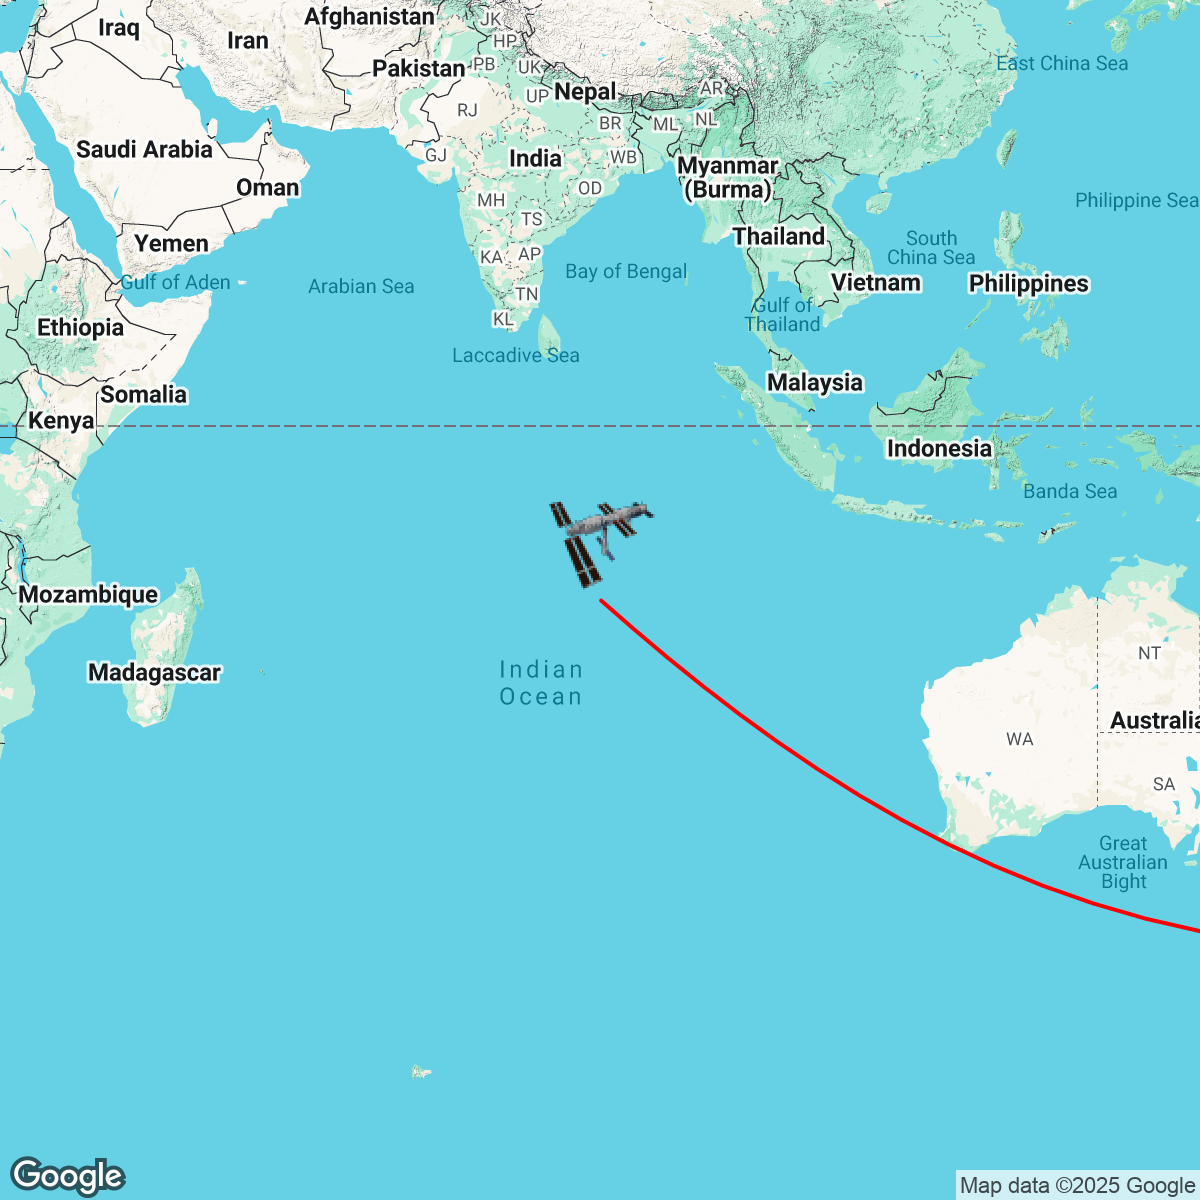 Afghanistan
JK
Iraq
Iran
HP
East China Sea
Pakistan
PB
UK
Nepal
AR
UP
RJ
BR
ML
NL
Saudi Arabia
GJ
India
WB
Myanmar
(Burma)
Oman
OD
MH
Philippine Sea
TS
Yemen
Thailand
South
China Sea
KA
AP
Bay of Bengal
Gulf of Aden
Arabian Sea
Vietnam
Philippines
TN
Gulf of
Thailand
KL
Ethiopia
Laccadive Sea
Malaysia
Somalia
Kenya
Indonesia
Banda Sea
Mozambique
Madagascar
Indian
Ocean
NT
Australia
WA
SA
Great
Australian
Bight
Google
Map data ©2025 Google